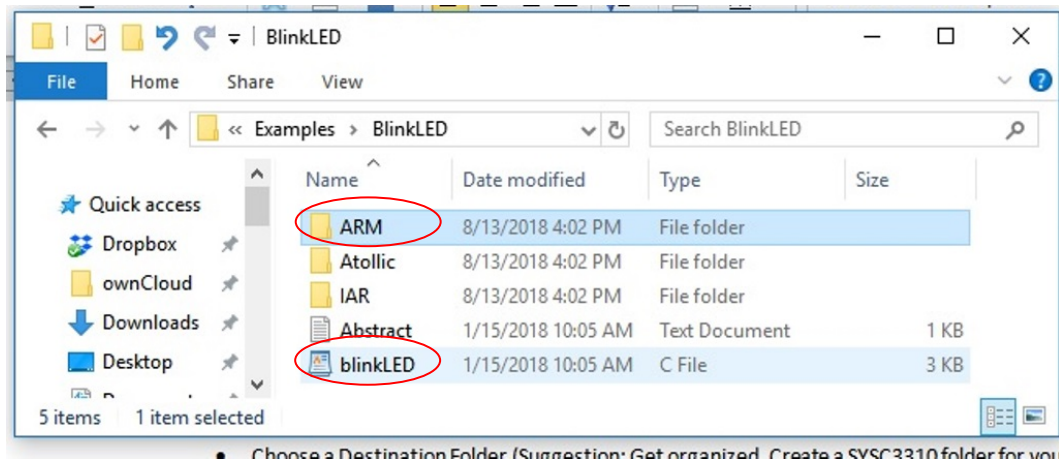 BlinkLED
File Home Share View
« Examples > BlinkLED
Search BlinkLED
Name Date modified Type Size
Quick access
Dropbox
ownCloud
Downloads
Desktop
ARM 8/13/2018 4:02 PM File folder
Atollic 8/13/2018 4:02 PM File folder
IAR 8/13/2018 4:02 PM File folder
Abstract 1/15/2018 10:05 AM Text Document 1 KB
blinkLED 1/15/2018 10:05 AM C File 3 KB
5 items 1 item selected
• Choose a Destination Folder (Suggestion: Get organized. Create a SYSC3310 folder for you